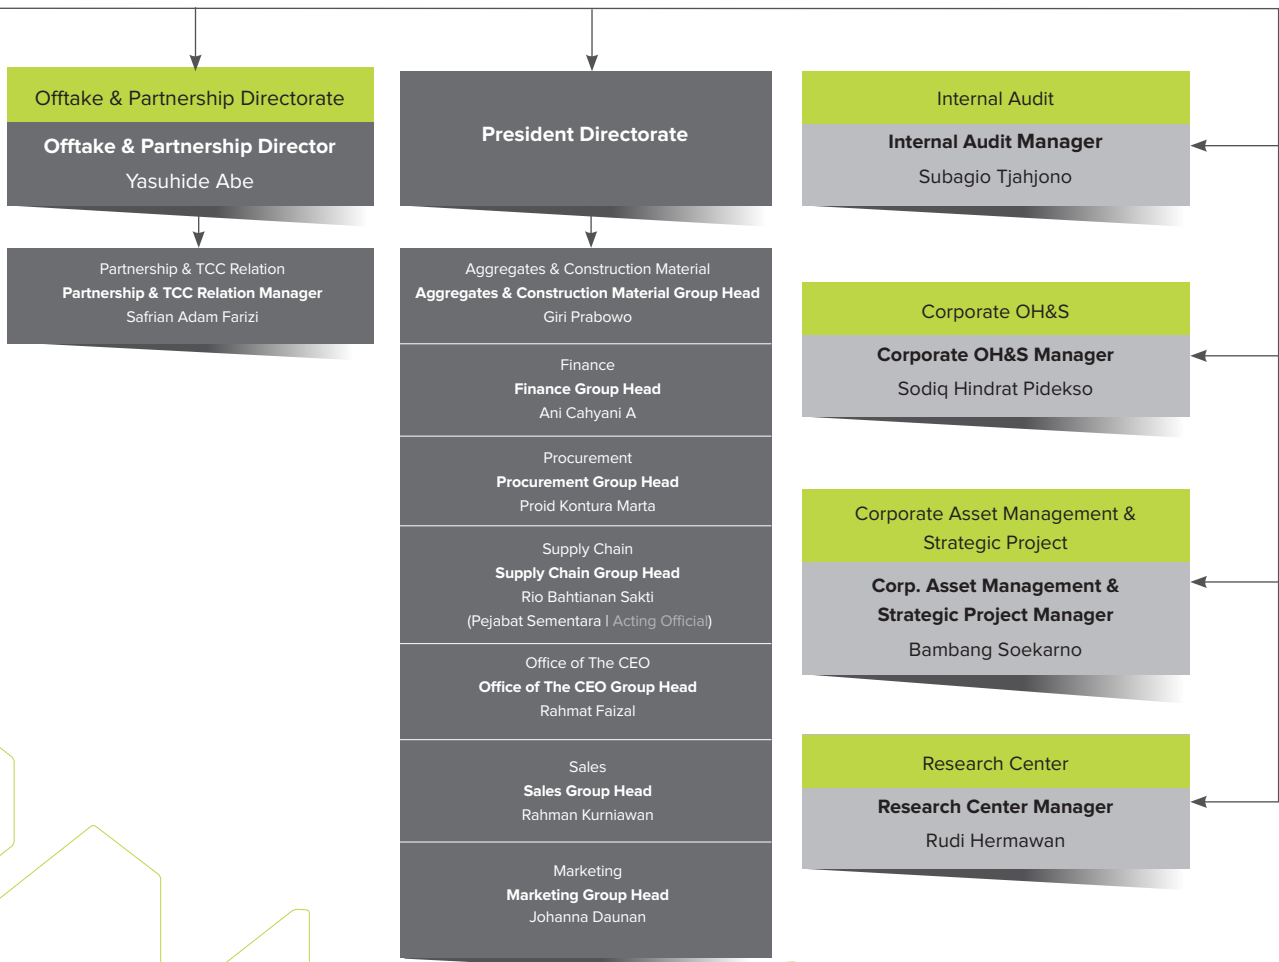 Offtake & Partnership Directorate
Offtake & Partnership Director
Yasuhide Abe
Partnership & TCC Relation
Partnership & TCC Relation Manager
Safrian Adam Farizi
President Directorate
Aggregates & Construction Material
Aggregates & Construction Material Group Head
Giri Prabowo
Finance
Finance Group Head
Ani Cahyani A
Procurement
Procurement Group Head
Proid Kontura Marta
Supply Chain
Supply Chain Group Head
Rio Bahtianan Sakti
(Pejabat Sementara | Acting Official)
Office of The CEO
Office of The CEO Group Head
Rahmat Faizal
Sales
Sales Group Head
Rahman Kurniawan
Marketing
Marketing Group Head
Johanna Daunan
Internal Audit
Internal Audit Manager
Subagio Tjahjono
Corporate OH&S
Corporate OH&S Manager
Sodiq Hindrat Pidekso
Corporate Asset Management &
Strategic Project
Corp. Asset Management &
Strategic Project Manager
Bambang Soekarno
Research Center
Research Center Manager
Rudi Hermawan